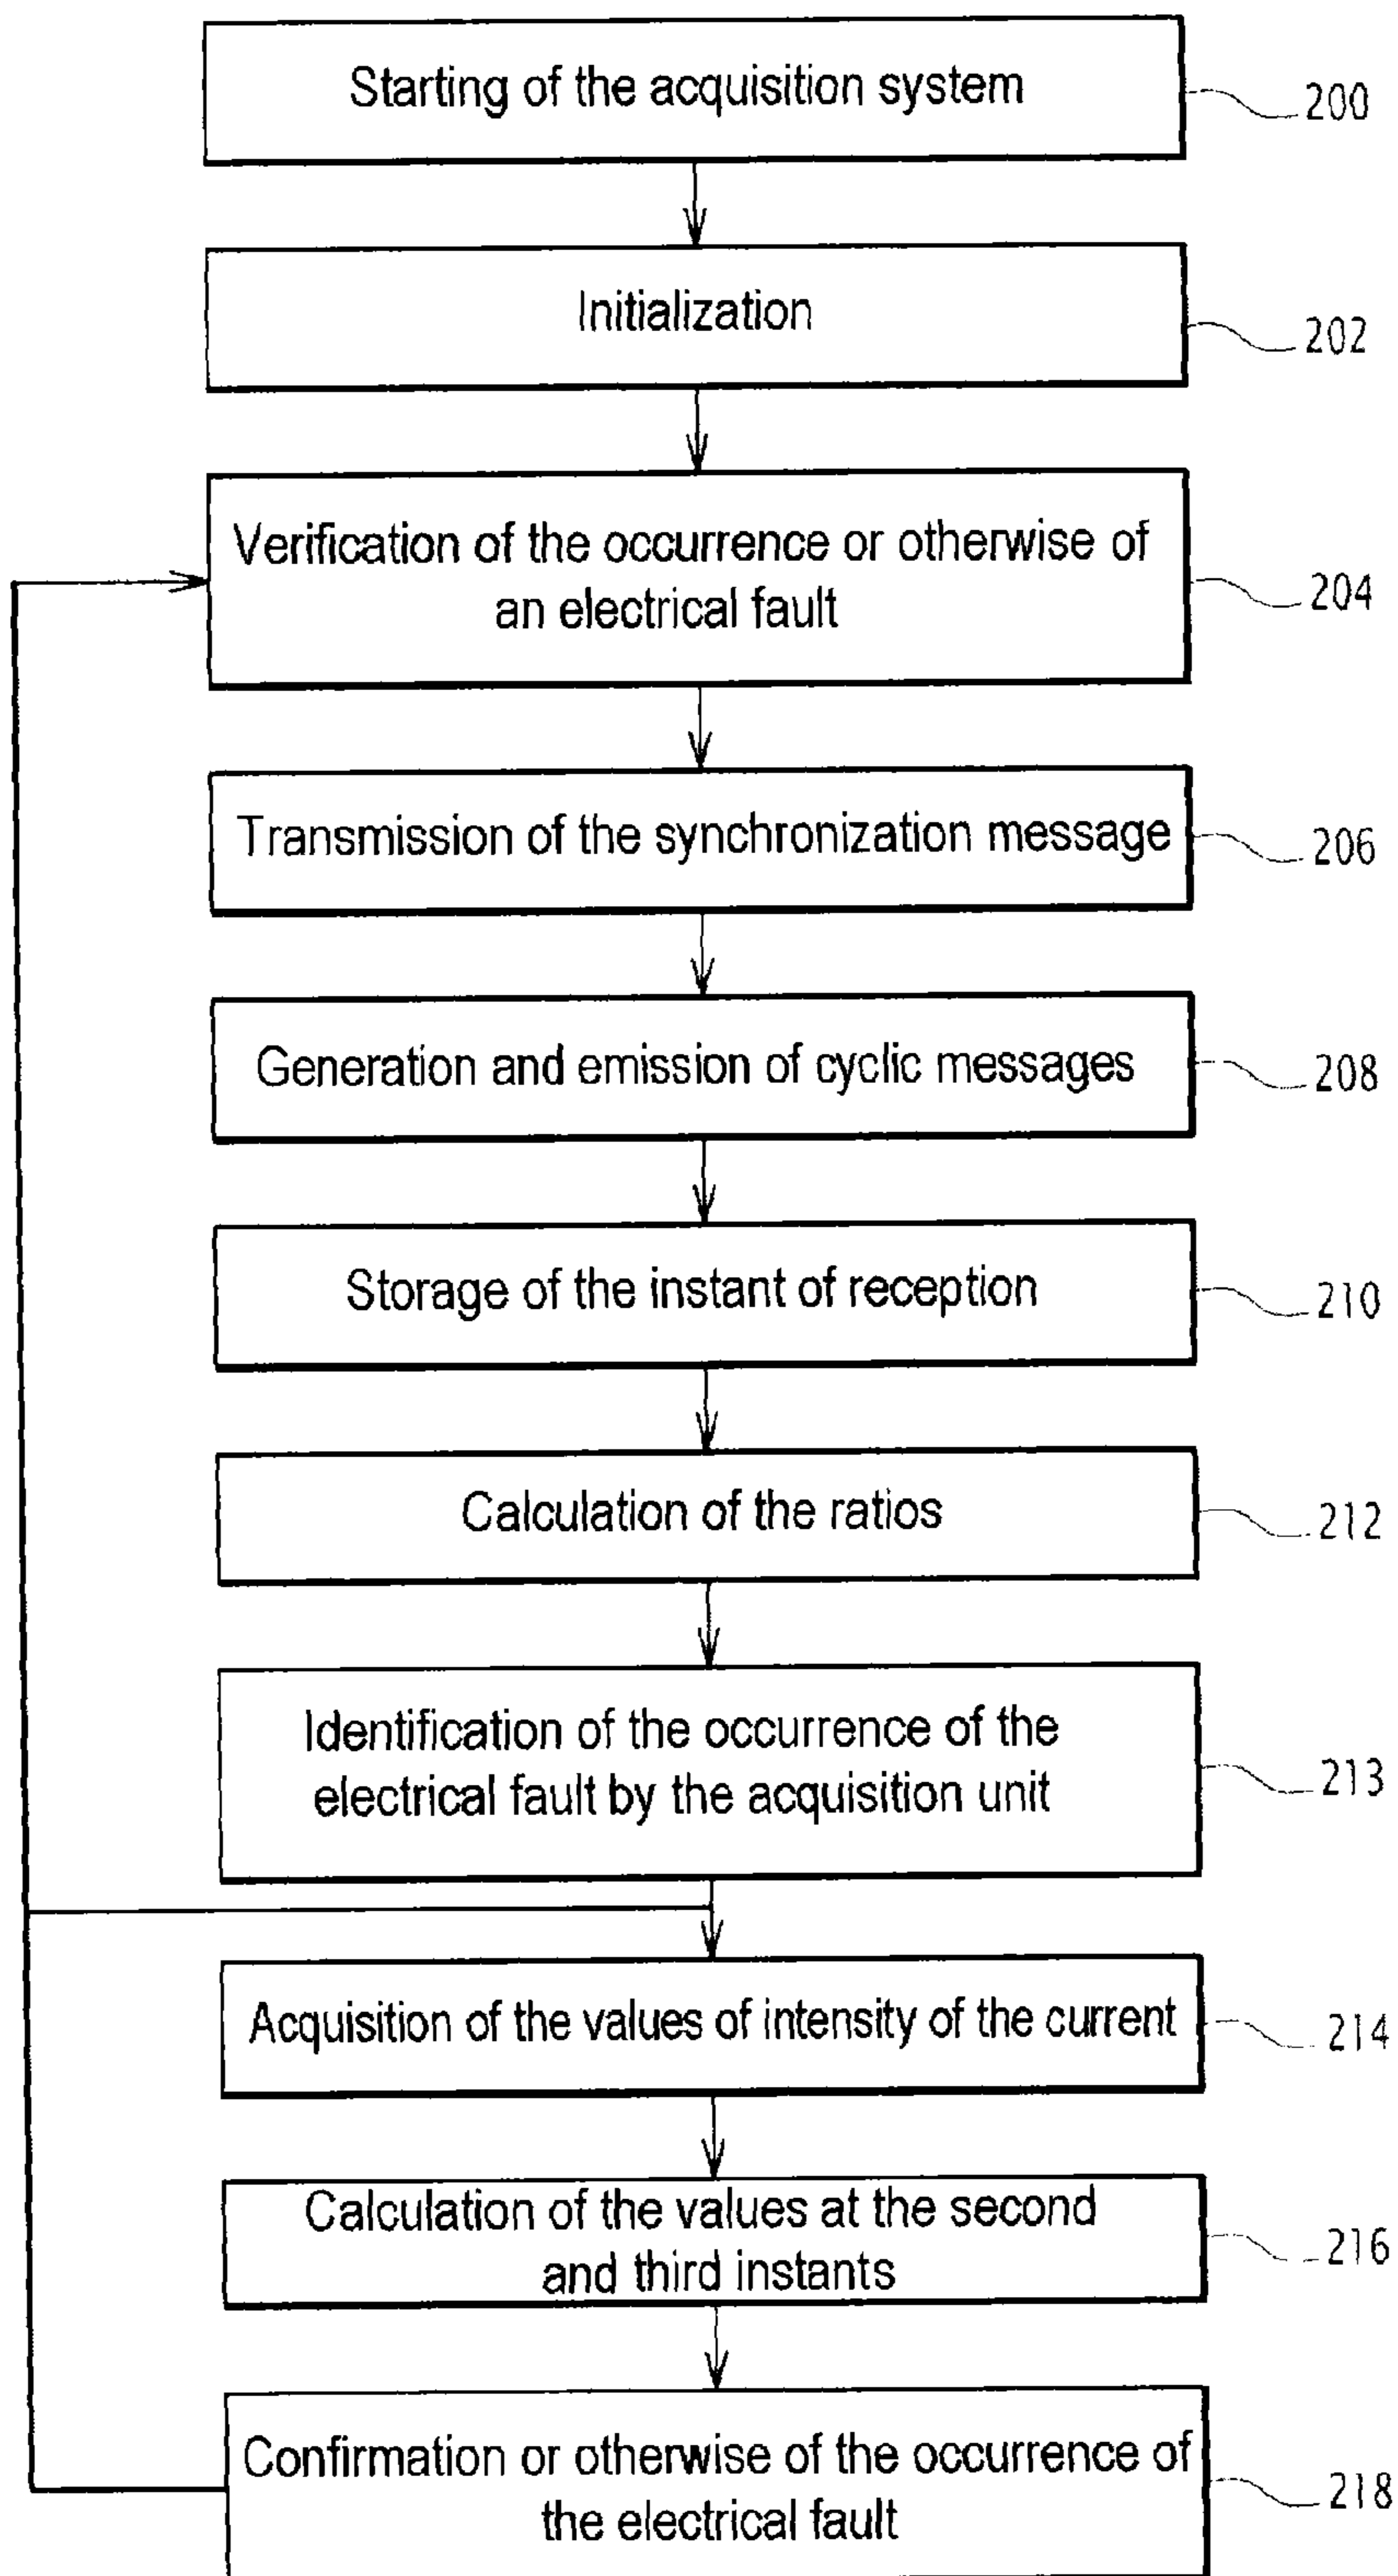 Starting of the acquisition system
200
Initialization
202
Verification of the occurrence or otherwise of
an electrical fault
204
Transmission of the synchronization message
206
Generation and emission of cyclic messages
208
Storage of the instant of reception
210
Calculation of the ratios
212
Identification of the occurrence of the
electrical fault by the acquisition unit
213
Acquisition of the values of intensity of the current
214
Calculation of the values at the second
and third instants
216
Confirmation or otherwise of the occurrence of
the electrical fault
218